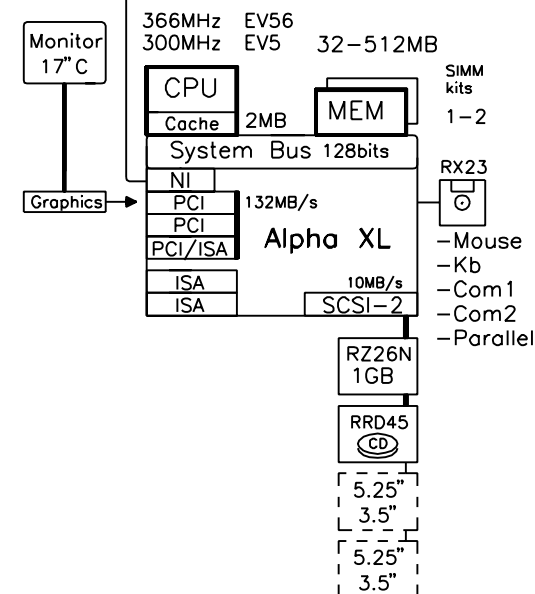 366MHz EV56
300MHz EV5
32-512MB
Monitor
17"C
CPU
Cache
2MB
MEM
SIMM
kits
1-2
System Bus 128bits
NI
Graphics
PCI
132MB/s
PCI
PCI/ISA
Alpha XL
ISA
10MB/s
ISA
SCSI-2
RX23
-Mouse
-Kb
-Com1
-Com2
-Parallel
RZ26N
1GB
RRD45
CD
5.25"
3.5"
5.25"
3.5"